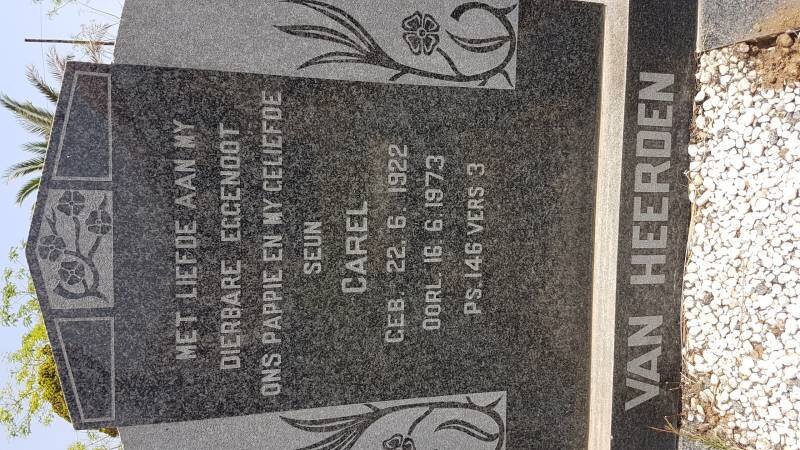 MET LIEFDE AAN MY
DIERBARE EGGENOOT
ONS PAPPIE EN MY GELIEFDE
SEUN
CAREL
GEB. 22. 6. 1922
OORL. 16. 6. 1973
PS. 146 VERS 3
VAN HEERDEN